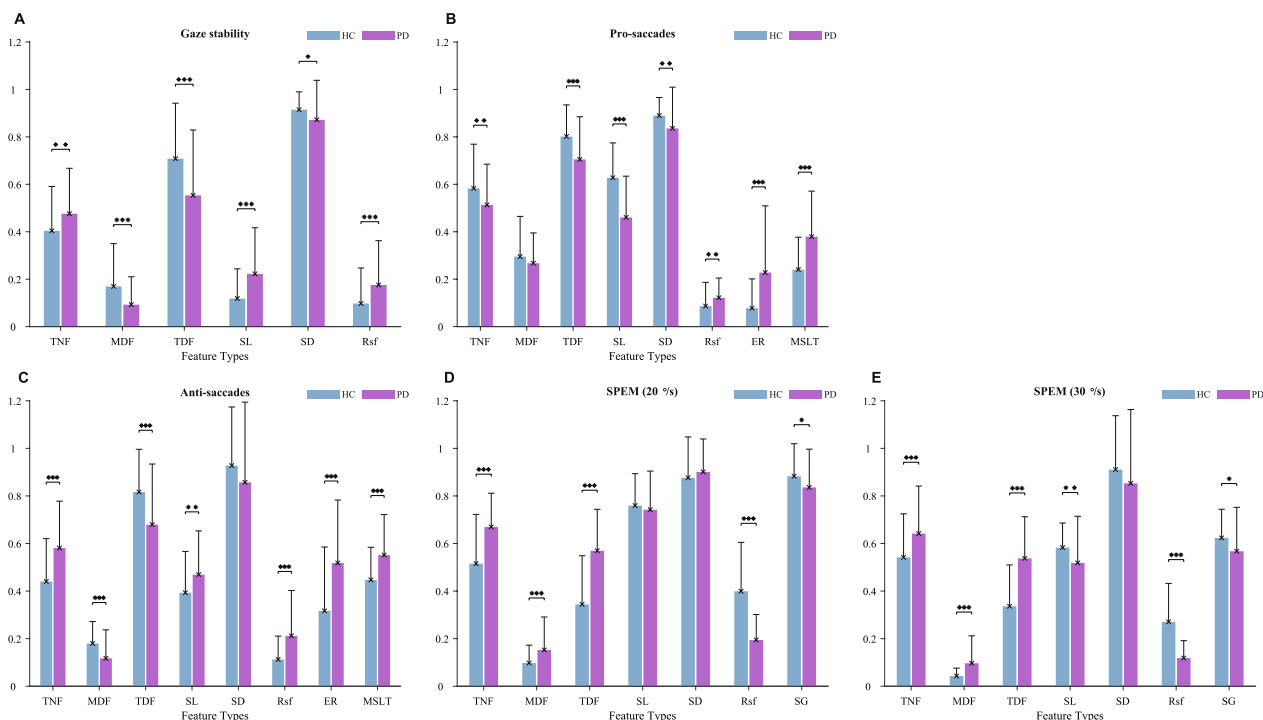 A
Gaze stability
HC PD
1.2
1
0.8
0.6
0.4
0.2
0
TNF MDF TDF SL SD Rsf
Feature Types
B
Pro-saccades
HC PD
1.2
1
0.8
0.6
0.4
0.2
0
TNF MDF TDF SL SD Rsf ER MSLT
Feature Types
C
Anti-saccades
HC PD
1.2
1
0.8
0.6
0.4
0.2
0
TNF MDF TDF SL SD Rsf ER MSLT
Feature Types
D
SPEM (20 °/s)
HC PD
1.2
1
0.8
0.6
0.4
0.2
0
TNF MDF TDF SL SD Rsf SG
Feature Types
E
SPEM (30 °/s)
HC PD
1.2
1
0.8
0.6
0.4
0.2
0
TNF MDF TDF SL SD Rsf SG
Feature Types